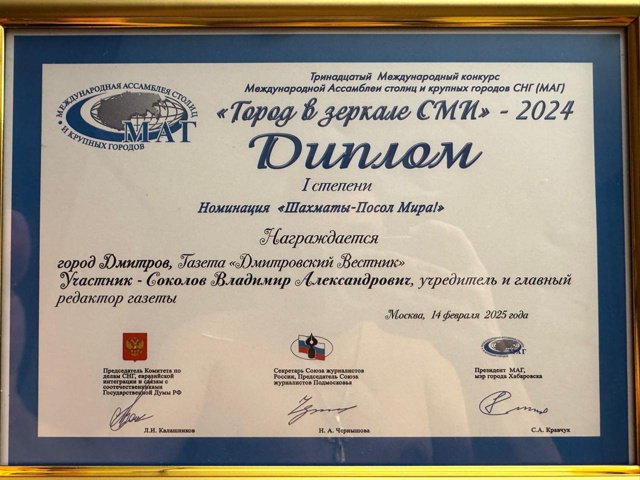 МЕЖДУНАРОДНАЯ АССАМБЛЕЯ СТОЛИЦ
И КРУПНЫХ ГОРОДОВ
МАГ
Тринадцатый Международный конкурс
Международной Ассамблеи столиц и крупных городов СНГ (МАГ)
«Город в зеркале СМИ» - 2024
Диплом
I степени
Номинация «Шахматы-Посол Мира!»
Награждается
город Дмитров, Газета «Дмитровский Вестник»
Участник - Соколов Владимир Александрович, учредитель и главный
редактор газеты
Москва, 14 февраля 2025 года
Председатель Комитета по
делам СНГ, евразийской
интеграции и связям с
соотечественниками
Государственной Думы РФ
Л.И. Калашников
Секретарь Союза журналистов
России, Председатель Союза
журналистов Подмосковья
Н. А. Чернышова
МАГ
Президент МАГ,
мэр города Хабаровска
С.А. Кравчук